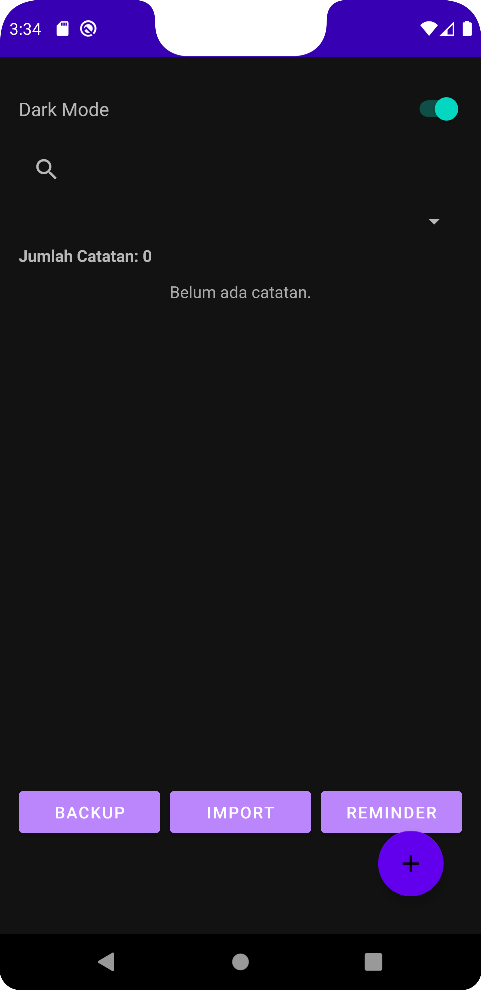 3:34
Dark Mode
Jumlah Catatan: 0
Belum ada catatan.
BACKUP IMPORT REMINDER
+